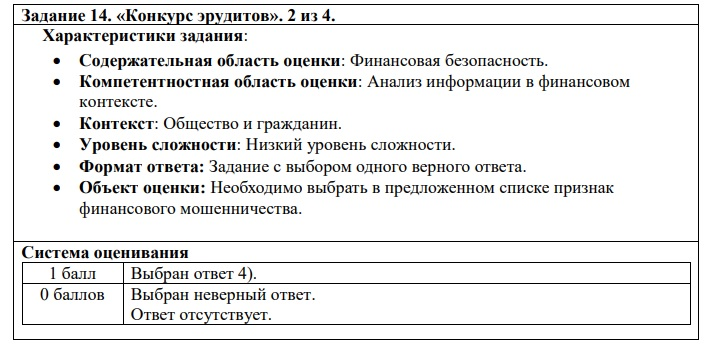 Задание 14. «Конкурс эрудитов». 2 из 4.
Характеристики задания:
• Содержательная область оценки: Финансовая безопасность.
• Компетентностная область оценки: Анализ информации в финансовом
контексте.
• Контекст: Общество и гражданин.
• Уровень сложности: Низкий уровень сложности.
• Формат ответа: Задание с выбором одного верного ответа.
• Объект оценки: Необходимо выбрать в предложенном списке признак
финансового мошенничества.
Система оценивания
1 балл Выбран ответ 4).
0 баллов Выбран неверный ответ.
Ответ отсутствует.